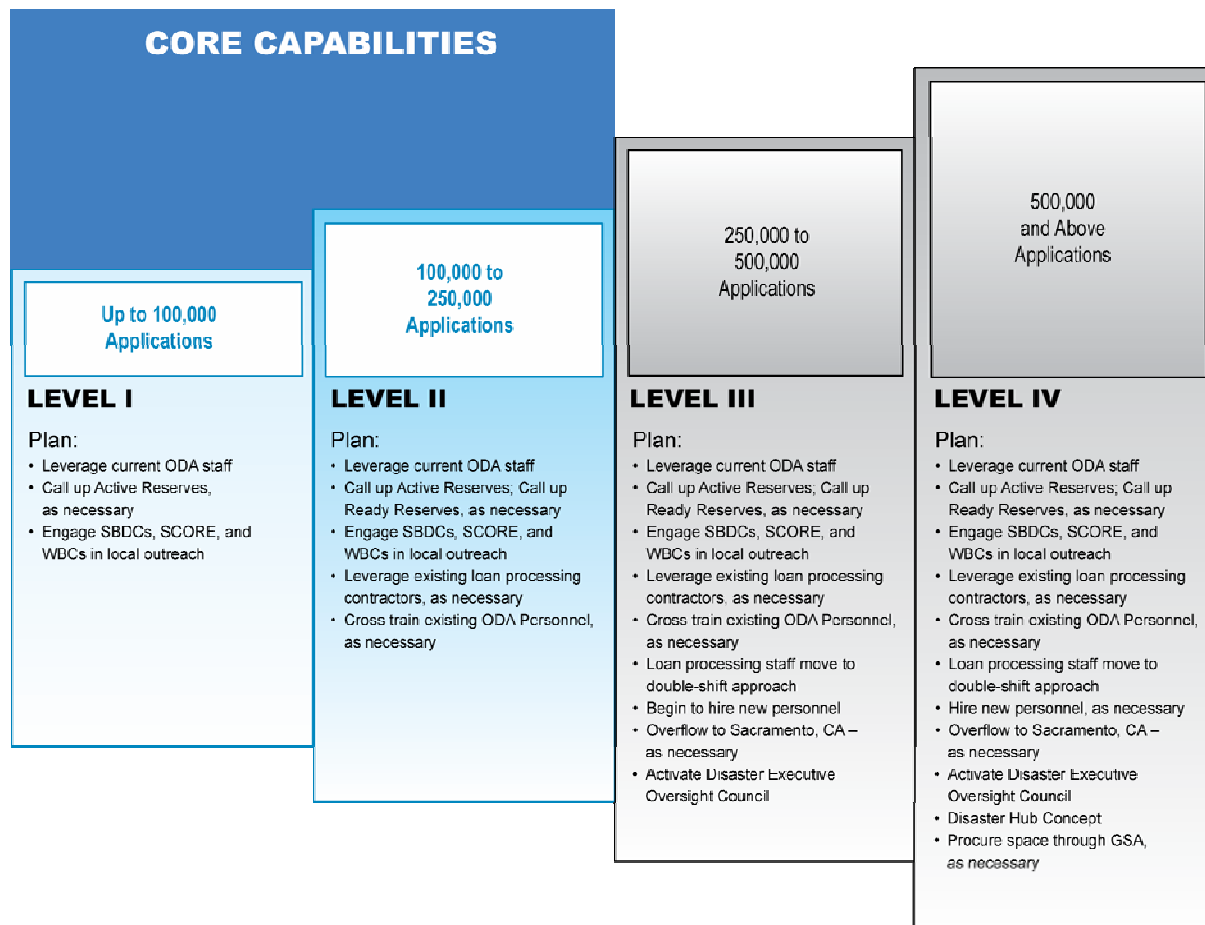 CORE CAPABILITIES
Up to 100,000
Applications
LEVEL I
Plan:
• Leverage current ODA staff
• Call up Active Reserves,
as necessary
• Engage SBDCs, SCORE, and
WBCs in local outreach
100,000 to
250,000
Applications
LEVEL II
Plan:
• Leverage current ODA staff
• Call up Active Reserves; Call up
Ready Reserves, as necessary
• Engage SBDCs, SCORE, and
WBCs in local outreach
• Leverage existing loan processing
contractors, as necessary
• Cross train existing ODA Personnel,
as necessary
250,000 to
500,000
Applications
LEVEL III
Plan:
• Leverage current ODA staff
• Call up Active Reserves; Call up
Ready Reserves, as necessary
• Engage SBDCs, SCORE, and
WBCs in local outreach
• Leverage existing loan processing
contractors, as necessary
• Cross train existing ODA Personnel,
as necessary
• Loan processing staff move to
double-shift approach
• Begin to hire new personnel
• Overflow to Sacramento, CA –
as necessary
• Activate Disaster Executive
Oversight Council
500,000
and Above
Applications
LEVEL IV
Plan:
• Leverage current ODA staff
• Call up Active Reserves; Call up
Ready Reserves, as necessary
• Engage SBDCs, SCORE, and
WBCs in local outreach
• Leverage existing loan processing
contractors, as necessary
• Cross train existing ODA Personnel,
as necessary
• Loan processing staff move to
double-shift approach
• Hire new personnel, as necessary
• Overflow to Sacramento, CA –
as necessary
• Activate Disaster Executive
Oversight Council
• Disaster Hub Concept
• Procure space through GSA,
as necessary